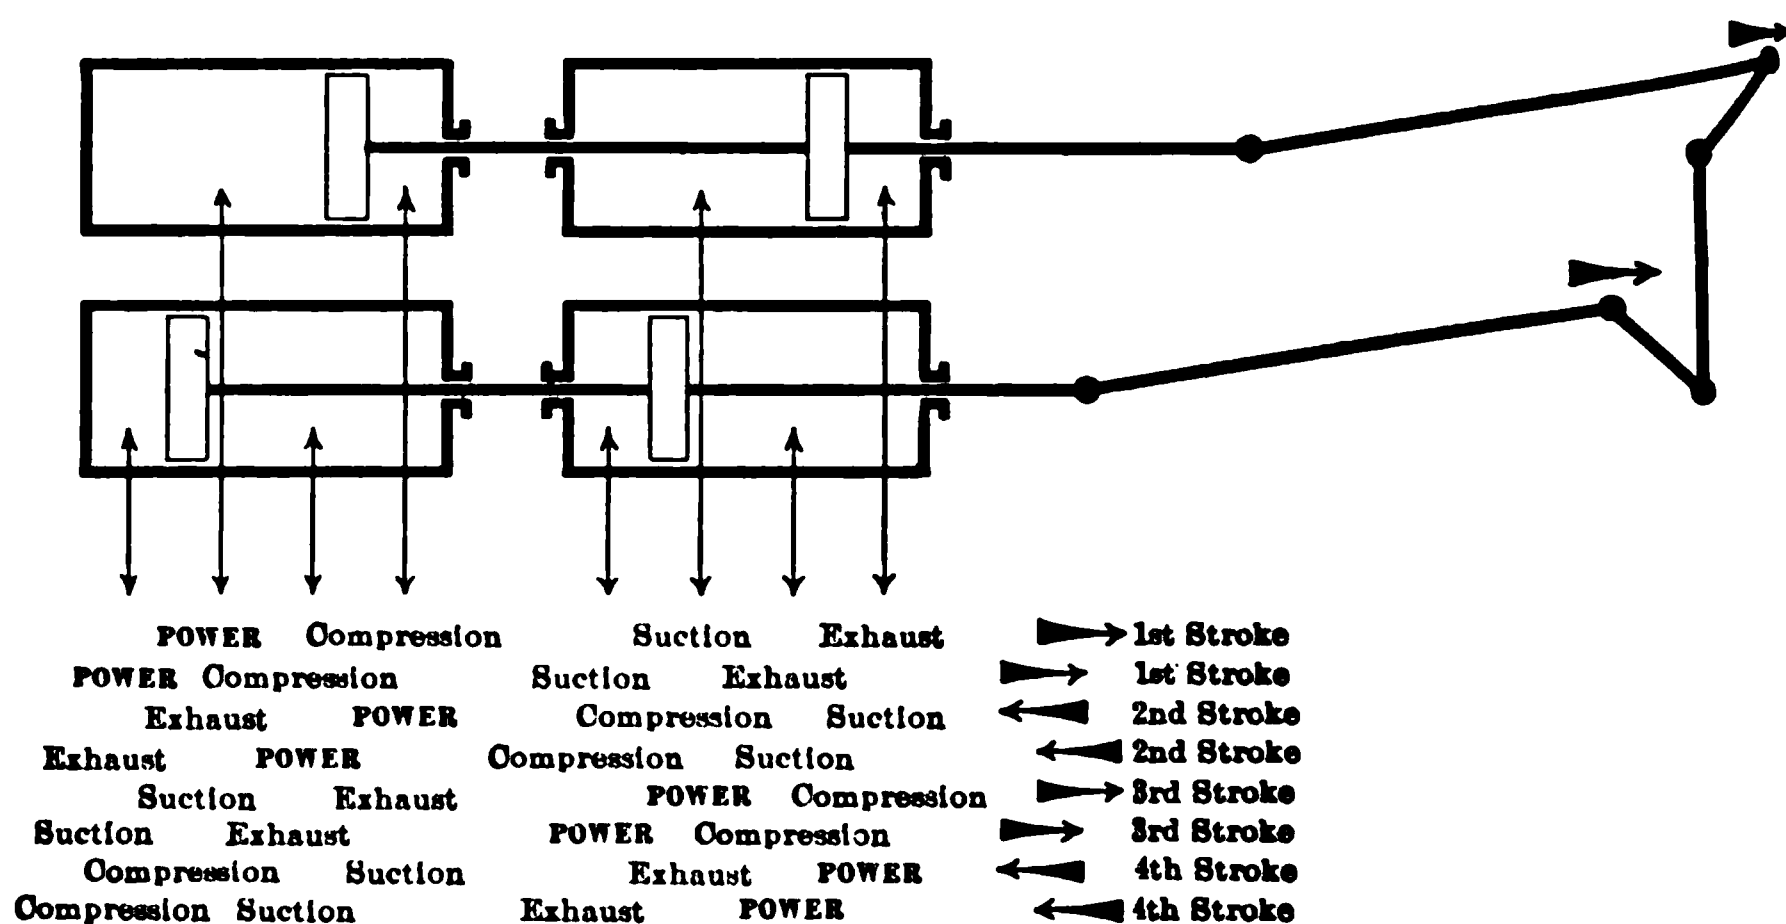 POWER Compression Suction Exhaust 1st Stroke
POWER Compression Suction Exhaust 1st Stroke
Exhaust POWER Compression Suction 2nd Stroke
Exhaust POWER Compression Suction 2nd Stroke
Suction Exhaust POWER Compression 3rd Stroke
Suction Exhaust POWER Compression 3rd Stroke
Compression Suction Exhaust POWER 4th Stroke
Compression Suction Exhaust POWER 4th Stroke